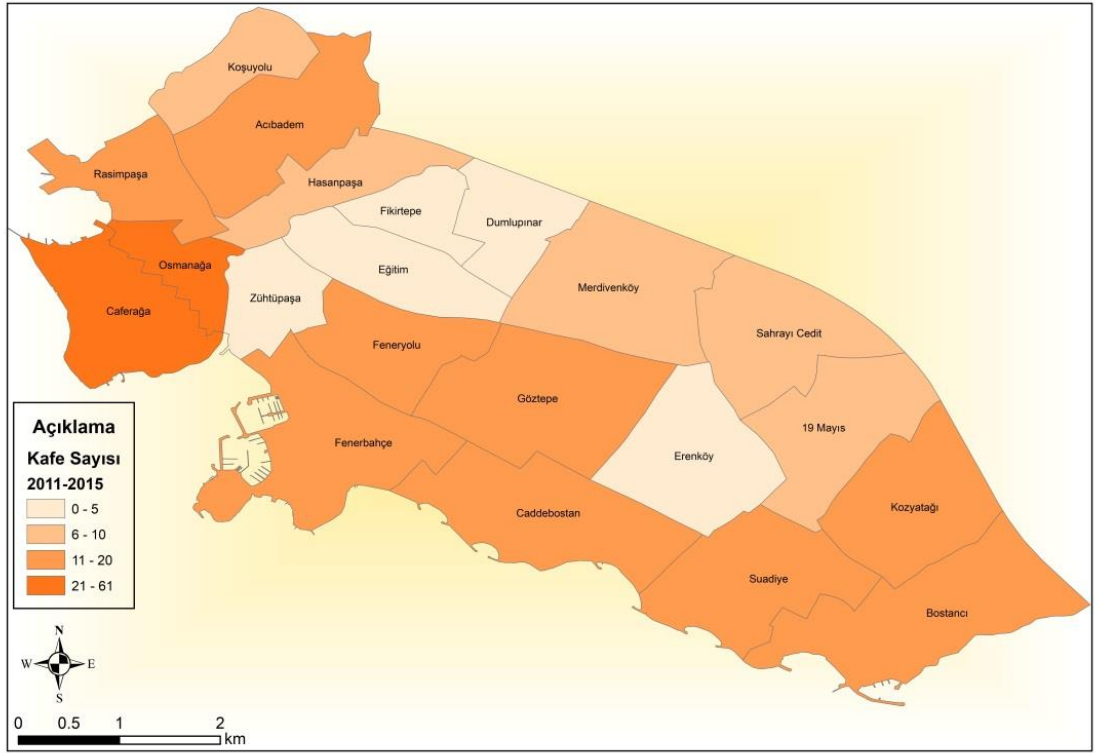 Koşuyolu
Acıbadem
Rasimpaşa
Hasanpaşa
Fikirtepe
Dumlupınar
Osmanağa
Eğitim
Merdivenköy
Zühtüpaşa
Caferağa
Sahrayı Cedit
Feneryolu
Göztepe
19 Mayıs
Fenerbahçe
Erenköy
Kozyatağı
Caddebostan
Suadiye
Bostancı
Açıklama
Kafe Sayısı
2011-2015
0 - 5
6 - 10
11 - 20
21 - 61
N
W E
S
0 0.5 1 2
km